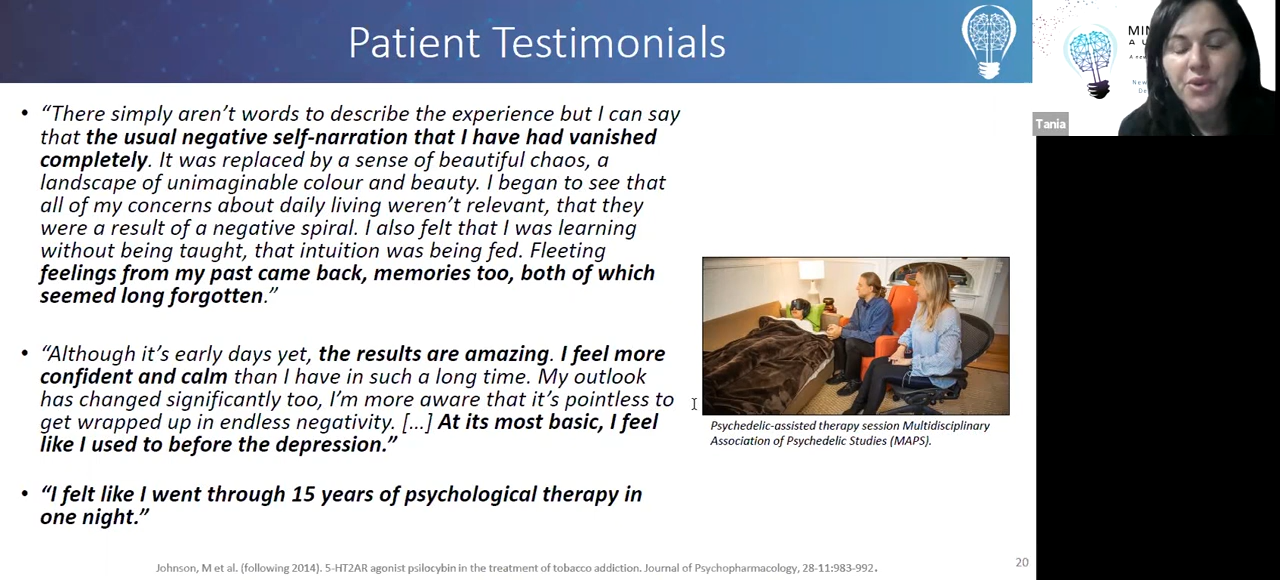 Patient Testimonials
• “There simply aren’t words to describe the experience but I can say
that the usual negative self-narration that I have had vanished
completely. It was replaced by a sense of beautiful chaos, a
landscape of unimaginable colour and beauty. I began to see that
all of my concerns about daily living weren’t relevant, that they
were a result of a negative spiral. I also felt that I was learning
without being taught, that intuition was being fed. Fleeting
feelings from my past came back, memories too, both of which
seemed long forgotten.”
• “Although it’s early days yet, the results are amazing. I feel more
confident and calm than I have in such a long time. My outlook
has changed significantly too, I’m more aware that it’s pointless to
get wrapped up in endless negativity. [...] At its most basic, I feel
like I used to before the depression.”
• “I felt like I went through 15 years of psychological therapy in
one night.”
Psychedelic-assisted therapy session Multidisciplinary
Association of Psychedelic Studies (MAPS).
Johnson, M et al. (following 2014). 5-HT2AR agonist psilocybin in the treatment of tobacco addiction. Journal of Psychopharmacology, 28-11:983-992.
20
Tania